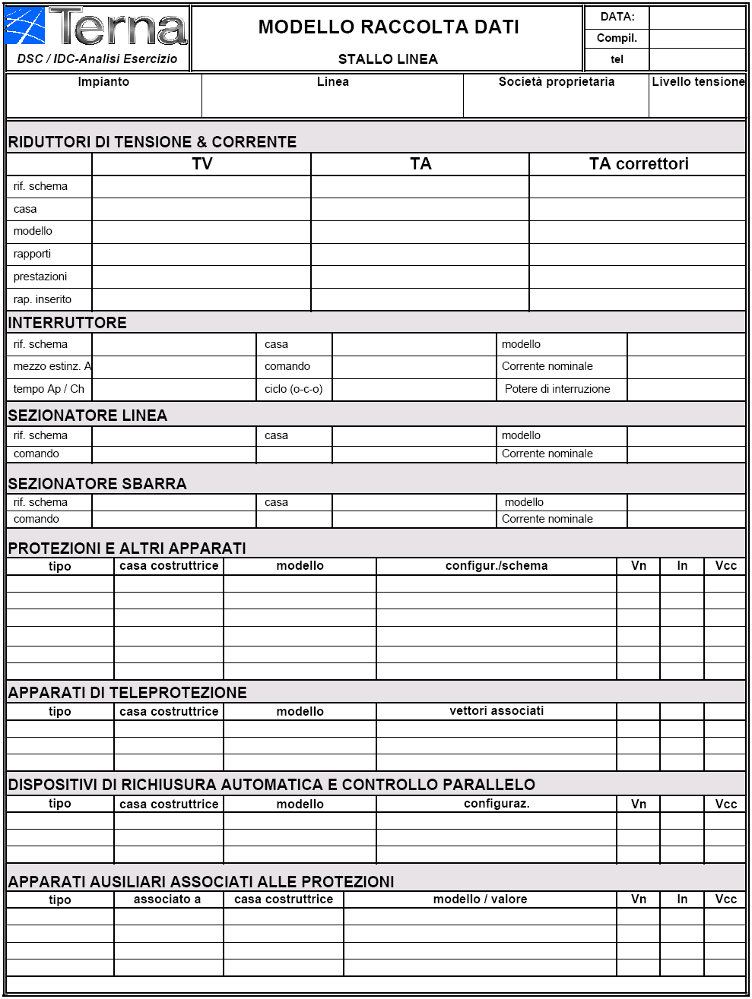 Terna
DSC / IDC-Analisi Esercizio
MODELLO RACCOLTA DATI
STALLO LINEA
DATA:
Compil.
tel
Impianto Linea Società proprietaria Livello tensione
RIDUTTORI DI TENSIONE & CORRENTE
TV TA TA correttori
rif. schema
casa
modello
rapporti
prestazioni
rap. inserito
INTERRUTTORE
rif. schema casa modello
mezzo estinz. A comando Corrente nominale
tempo Ap / Ch ciclo (o-c-o) Potere di interruzione
SEZIONATORE LINEA
rif. schema casa modello
comando Corrente nominale
SEZIONATORE SBARRA
rif. schema casa modello
comando Corrente nominale
PROTEZIONI E ALTRI APPARATI
tipo casa costruttrice modello configur./schema Vn In Vcc
APPARATI DI TELEPROTEZIONE
tipo casa costruttrice modello vettori associati
DISPOSITIVI DI RICHIUSURA AUTOMATICA E CONTROLLO PARALLELO
tipo casa costruttrice modello configuraz. Vn Vcc
APPARATI AUSILIARI ASSOCIATI ALLE PROTEZIONI
tipo associato a casa costruttrice modello / valore Vn In Vcc